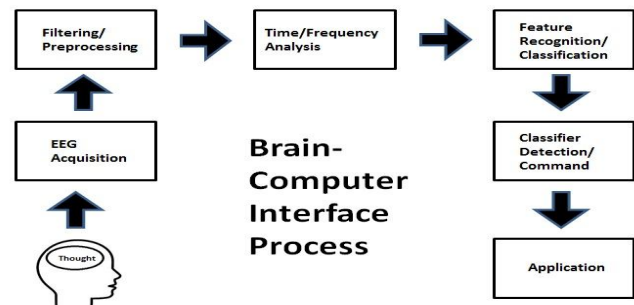 Thought
EEG
Acquisition
Filtering/
Preprocessing
Time/Frequency
Analysis
Feature
Recognition/
Classification
Classifier
Detection/
Command
Application
Brain-
Computer
Interface
Process